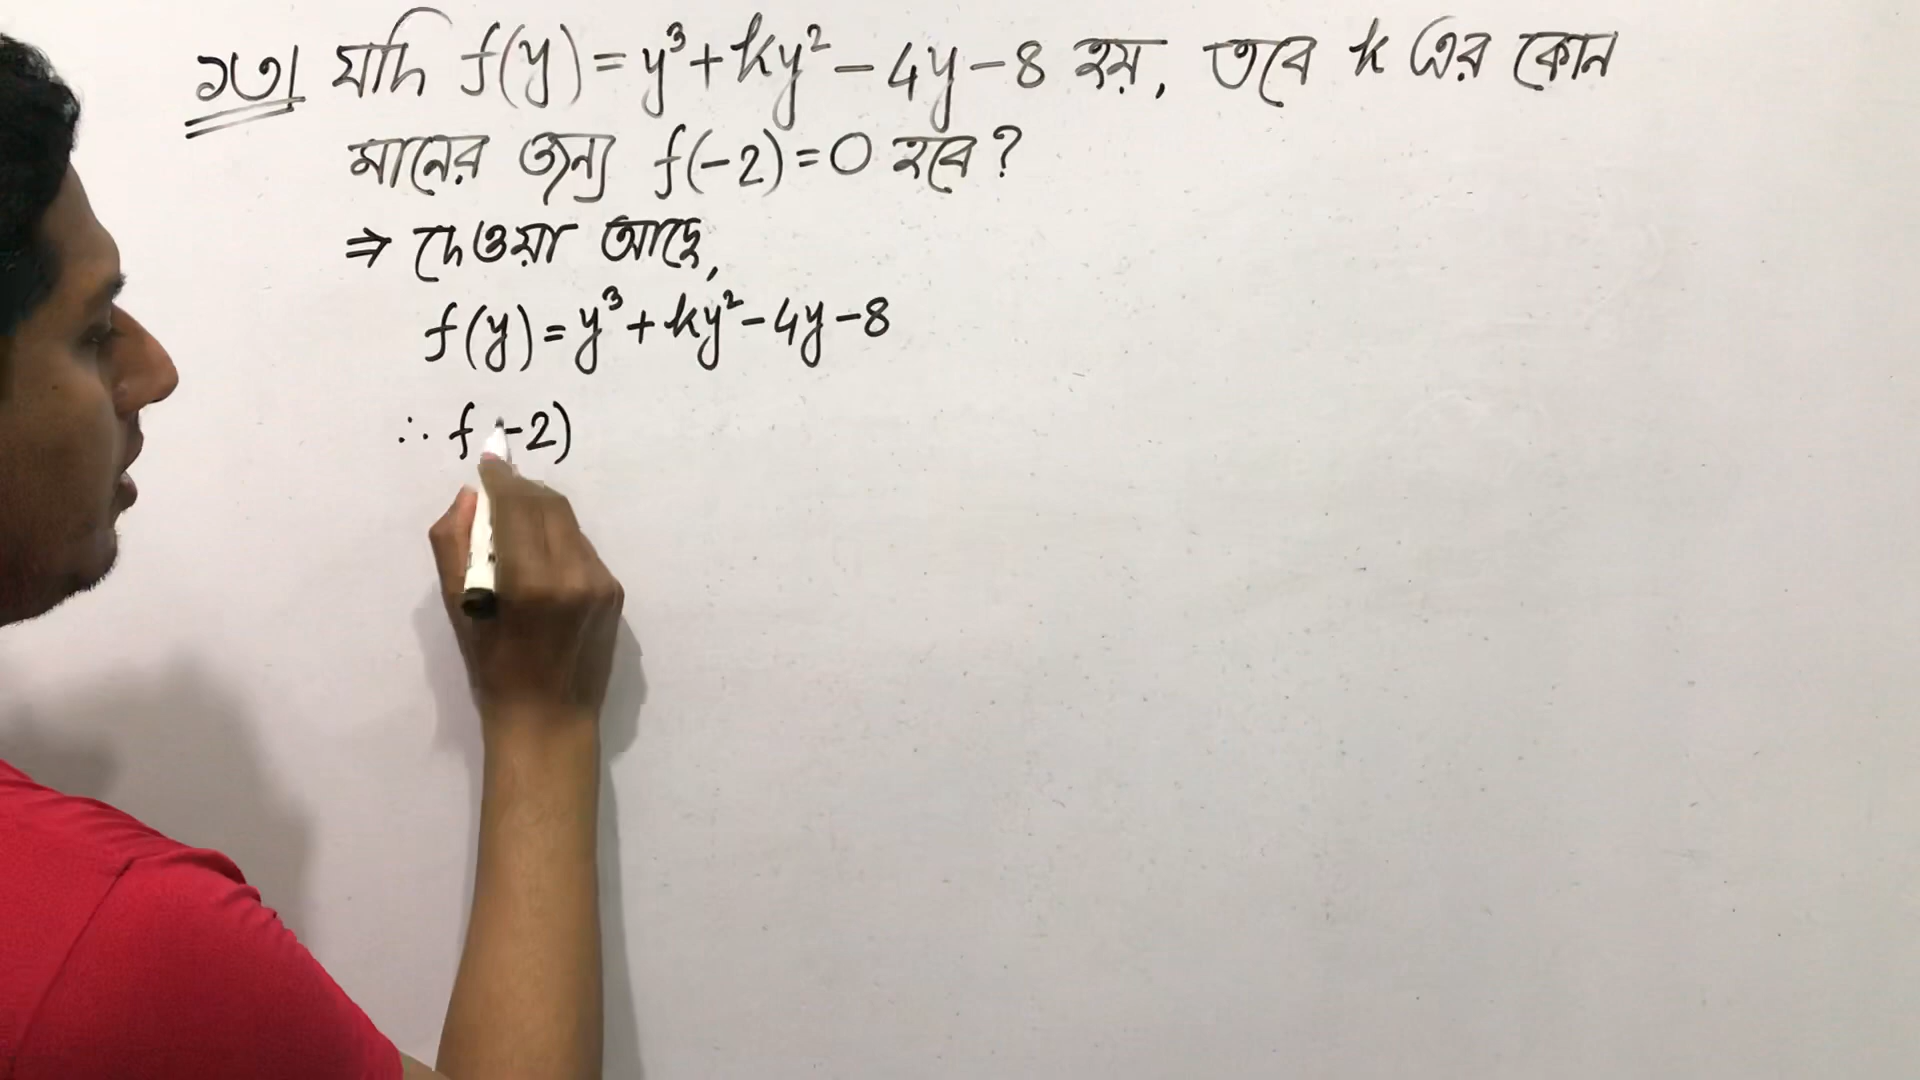 ১৩। যদি f(y) = y³ + ky² - 4y - 8 হয়, তবে k এর কোন
মানের জন্য f(-2) = 0 হবে?
⇒ দেওয়া আছে,
f(y) = y³ + ky² - 4y - 8
∴ f(-2)